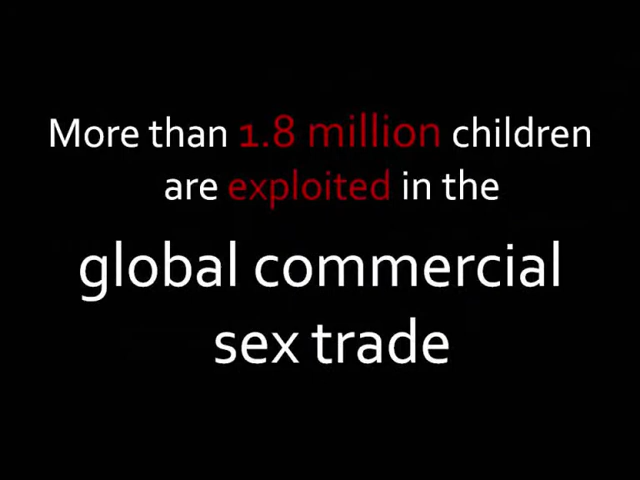 More than 1.8 million children
are exploited in the
global commercial
sex trade